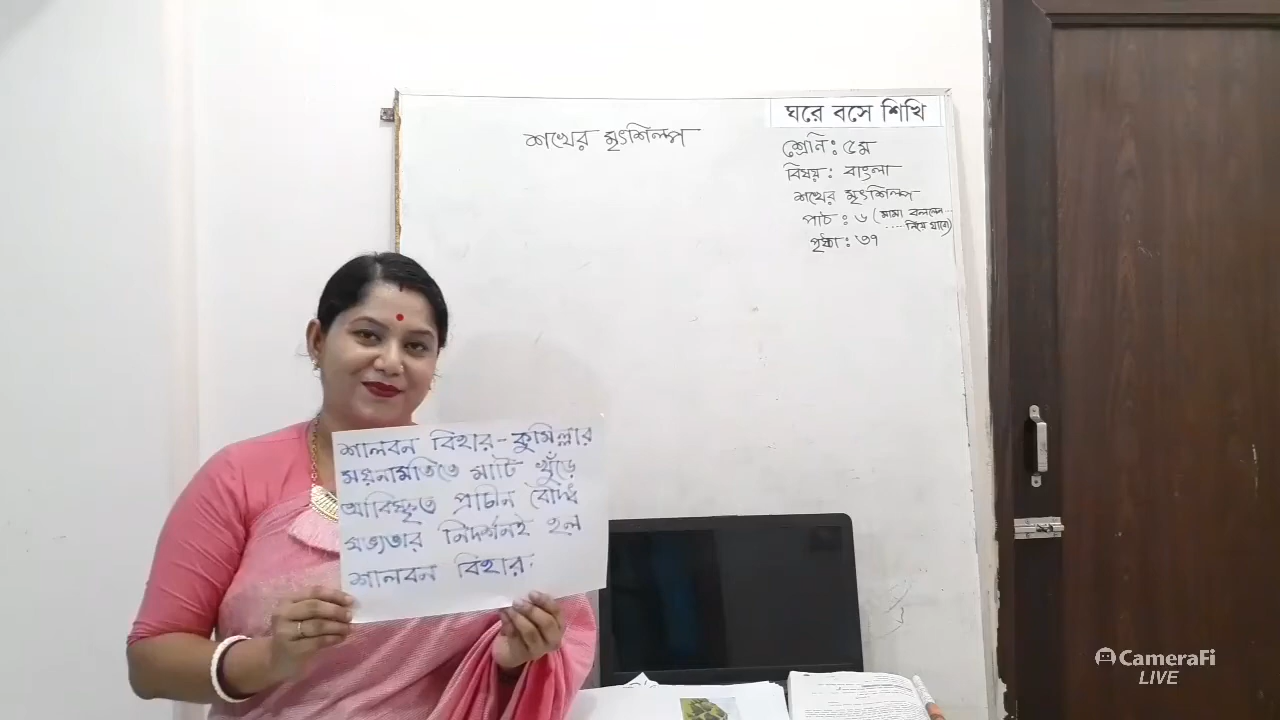 শখের মৃৎশিল্প
ঘরে বসে শিখি
শ্রেনি: ৫ম
বিষয়: বাংলা
শখের মৃৎশিল্প
পাঠ: ৬ (মামা বললেন...
....নিয়ে যাবো)
পৃষ্ঠা: ৩৭
শালবন বিহার-কুমিল্লার
ময়নামতিতে মাটি খুঁড়ে
আবিষ্কৃত প্রাচীন বৌদ্ধ
সভ্যতার নিদর্শনই হল
শালবন বিহার।
CameraFi
LIVE